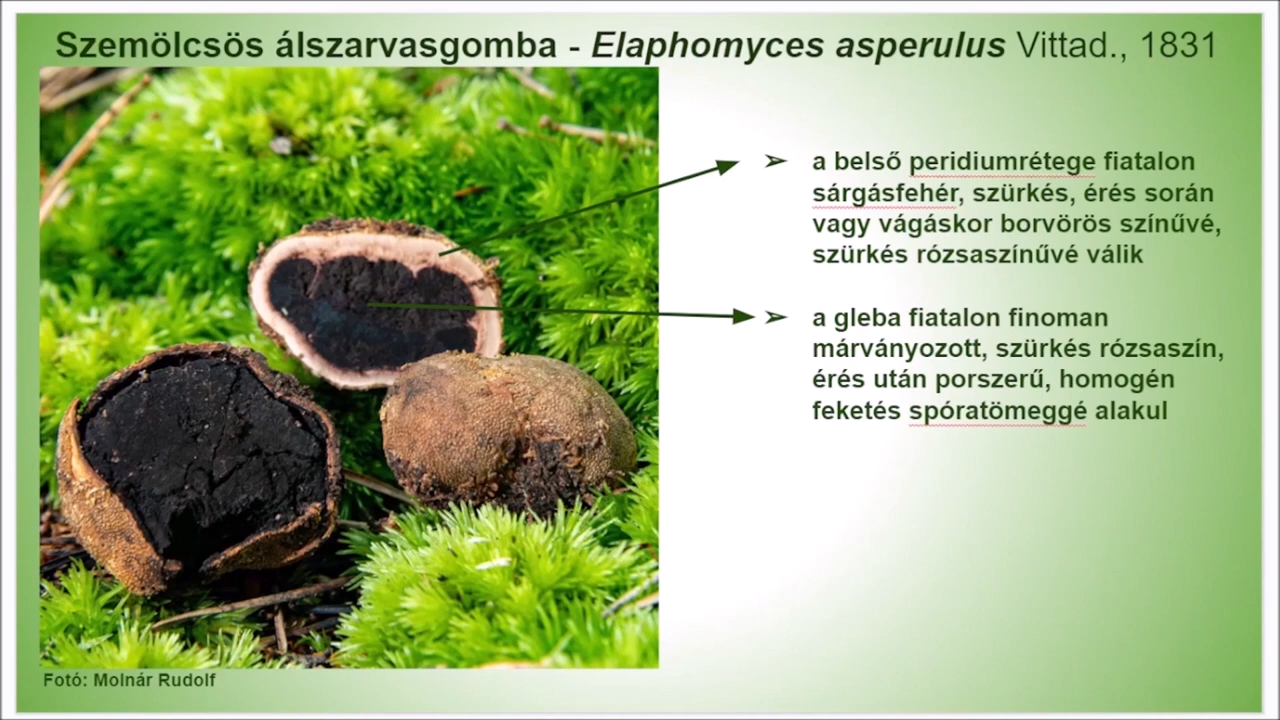 Szemölcsös álszarvasgomba - Elaphomyces asperulus Vittad., 1831
➢ a belső peridiumrétege fiatalon
sárgásfehér, szürkés, érés során
vagy vágáskor borvörös színűvé,
szürkés rózsaszínűvé válik
➢ a gleba fiatalon finoman
márványozott, szürkés rózsaszín,
érés után porszerű, homogén
feketés spóratömeggé alakul
Fotó: Molnár Rudolf